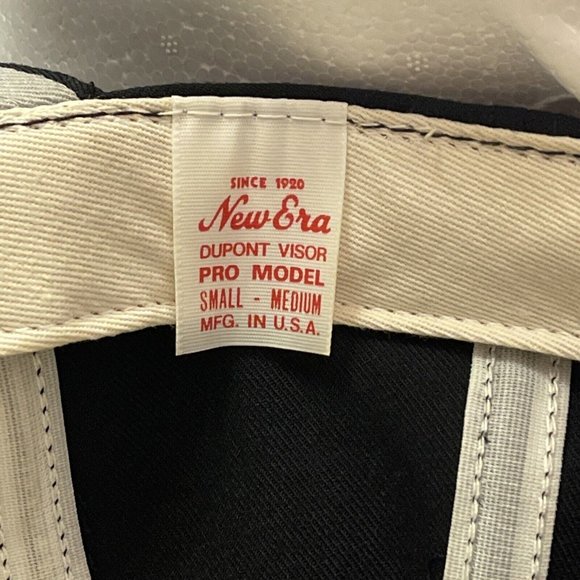 SINCE 1920
New Era
DUPONT VISOR
PRO MODEL
SMALL - MEDIUM
MFG. IN U.S.A.